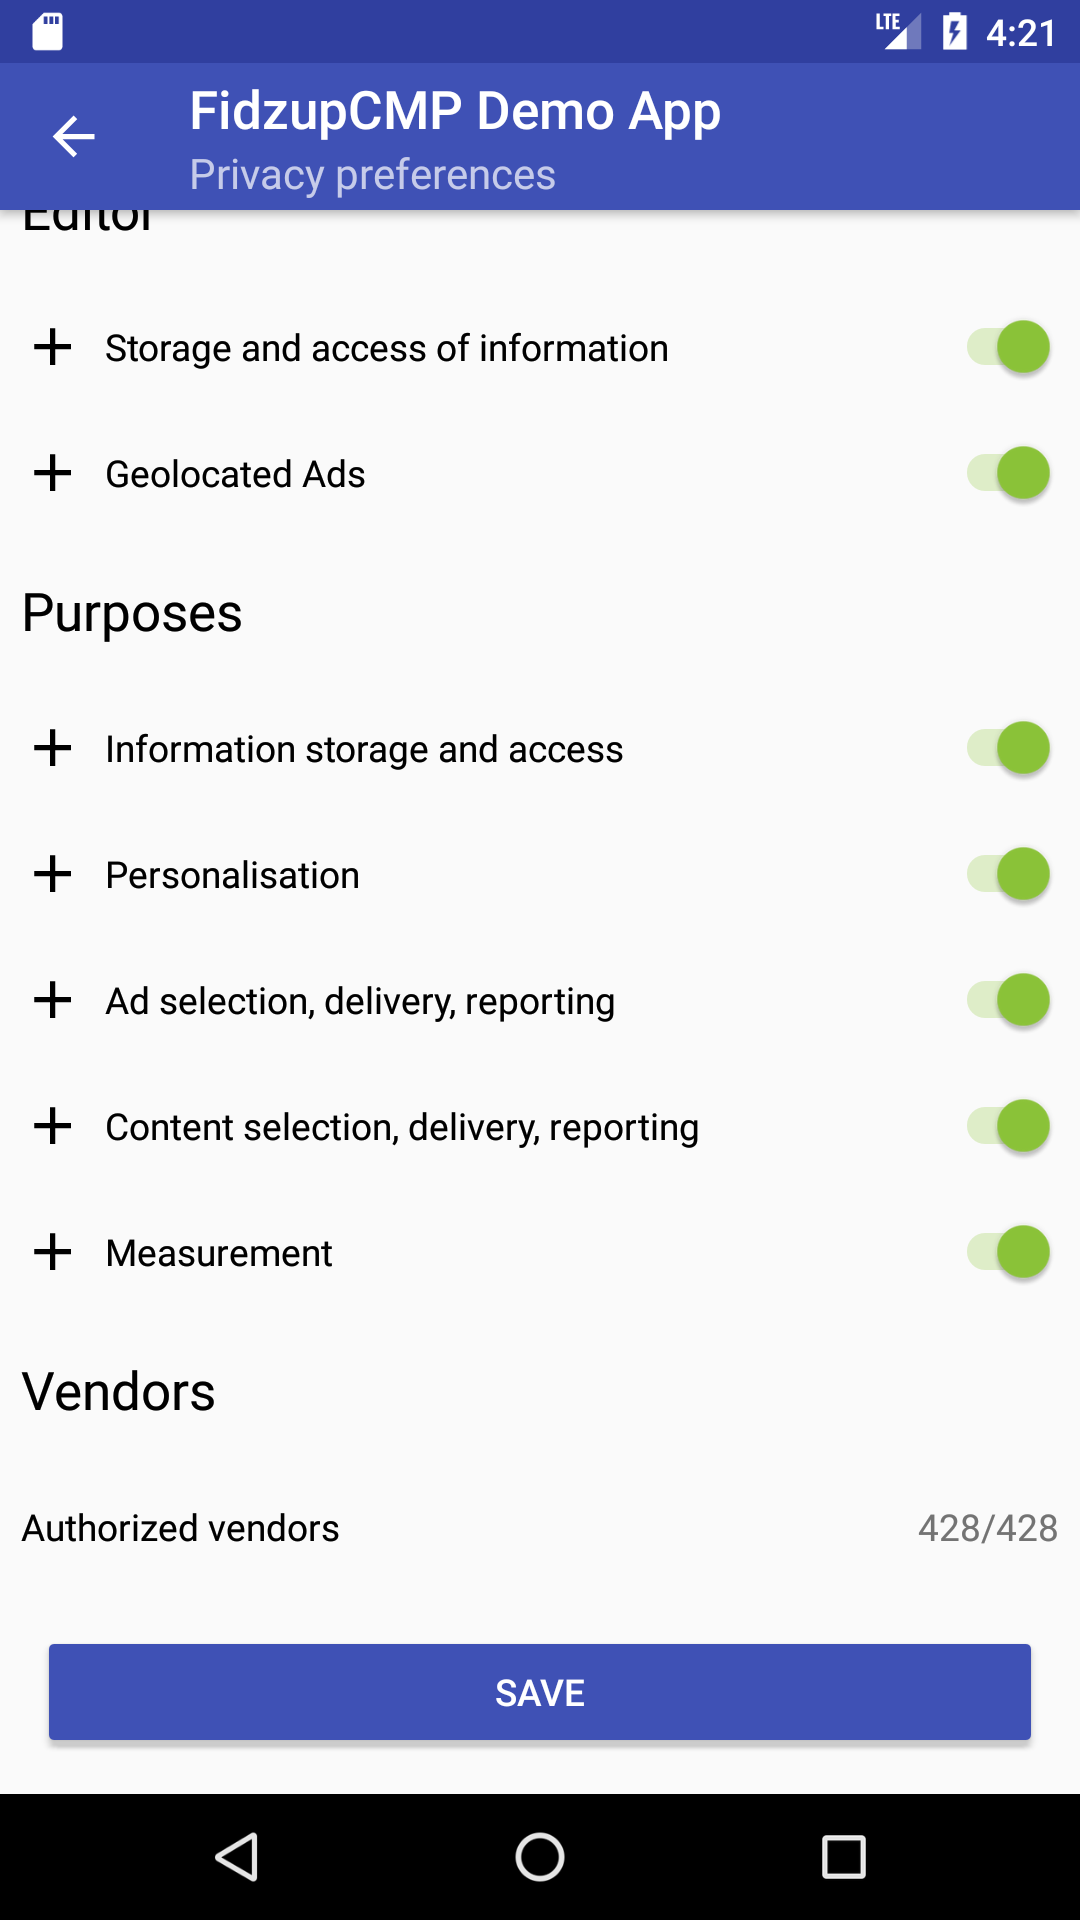 LTE 4:21
FidzupCMP Demo App
Privacy preferences
Editor
Storage and access of information
Geolocated Ads
Purposes
Information storage and access
Personalisation
Ad selection, delivery, reporting
Content selection, delivery, reporting
Measurement
Vendors
Authorized vendors 428/428
SAVE